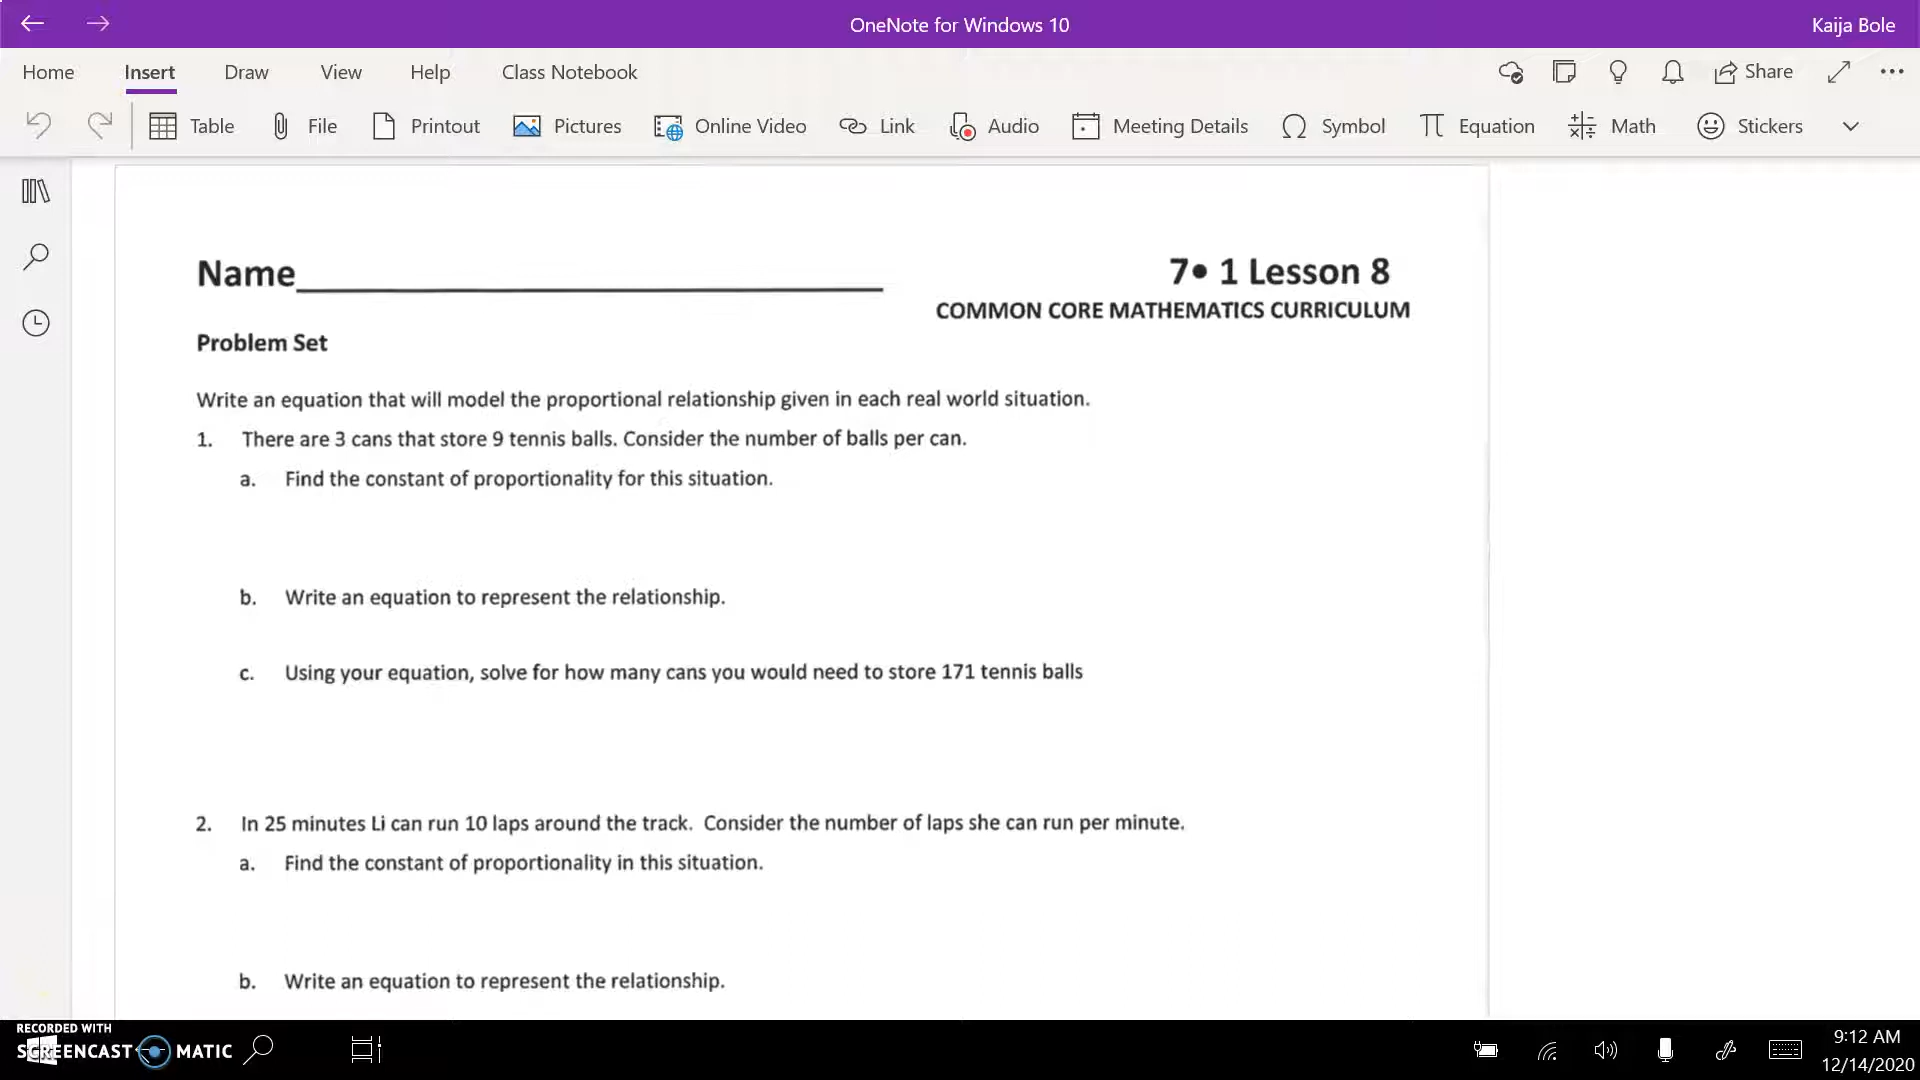 OneNote for Windows 10
Kaija Bole
Home Insert Draw View Help Class Notebook Share
Table File Printout Pictures Online Video Link Audio Meeting Details Symbol Equation Math Stickers
Name
7• 1 Lesson 8
COMMON CORE MATHEMATICS CURRICULUM
Problem Set
Write an equation that will model the proportional relationship given in each real world situation.
1. There are 3 cans that store 9 tennis balls. Consider the number of balls per can.
a. Find the constant of proportionality for this situation.
b. Write an equation to represent the relationship.
c. Using your equation, solve for how many cans you would need to store 171 tennis balls
2. In 25 minutes Li can run 10 laps around the track. Consider the number of laps she can run per minute.
a. Find the constant of proportionality in this situation.
b. Write an equation to represent the relationship.
RECORDED WITH
SCREENCAST MATIC
9:12 AM
12/14/2020